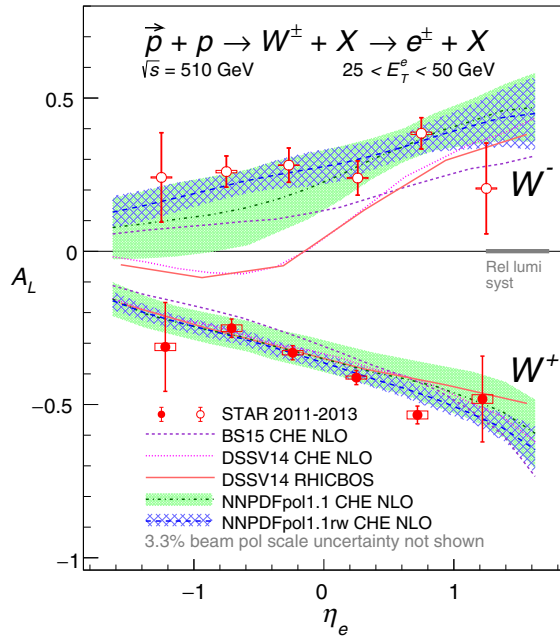 p⃗ + p → W± + X → e± + X
√s = 510 GeV 25 < E_T^e < 50 GeV
0.5
W⁻
0
A_L
Rel lumi
syst
W⁺
−0.5
STAR 2011-2013
BS15 CHE NLO
DSSV14 CHE NLO
DSSV14 RHICBOS
NNPDFpol1.1 CHE NLO
NNPDFpol1.1rw CHE NLO
3.3% beam pol scale uncertainty not shown
−1
−1 0 1
η_e